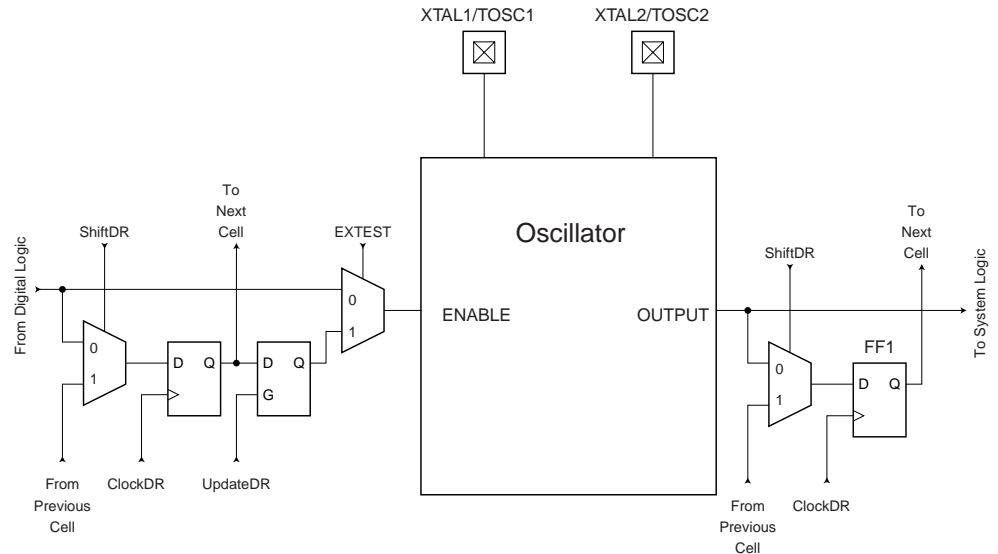 XTAL1/TOSC1
XTAL2/TOSC2
To
Next
Cell
ShiftDR
EXTEST
From Digital Logic
0
1
D
Q
D
Q
G
0
1
From
Previous
Cell
ClockDR
UpdateDR
Oscillator
ENABLE
OUTPUT
To
Next
Cell
ShiftDR
To System Logic
FF1
0
1
D
Q
From
Previous
Cell
ClockDR